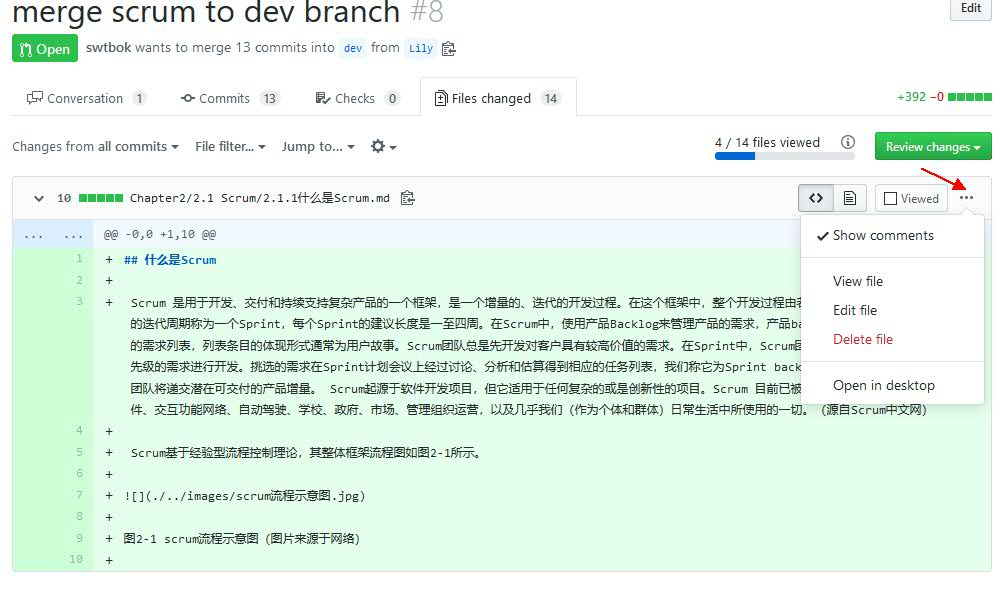 merge scrum to dev branch #8
Edit
Open swtbok wants to merge 13 commits into dev from Lily
Conversation 1 Commits 13 Checks 0 Files changed 14 +392 −0
Changes from all commits File filter... Jump to... 4 / 14 files viewed Review changes
10 Chapter2/2.1 Scrum/2.1.1什么是Scrum.md Viewed ...
... ... @@ -0,0 +1,10 @@
Show comments
View file
Edit file
Delete file
Open in desktop
1 + ## 什么是Scrum
2 +
3 + Scrum 是用于开发、交付和持续支持复杂产品的一个框架，是一个增量的、迭代的开发过程。在这个框架中，整个开发过程由
的迭代周期称为一个Sprint，每个Sprint的建议长度是一至四周。在Scrum中，使用产品Backlog来管理产品的需求，产品ba
的需求列表，列表条目的体现形式通常为用户故事。Scrum团队总是先开发对客户具有较高价值的需求。在Sprint中，Scrum
先级的需求进行开发。挑选的需求在Sprint计划会议上经过讨论、分析和估算得到相应的任务列表，我们称它为Sprint back
团队将递交潜在可交付的产品增量。 Scrum起源于软件开发项目，但它适用于任何复杂的或是创新性的项目。Scrum 目前已被
件、交互功能网络、自动驾驶、学校、政府、市场、管理组织运营，以及几乎我们（作为个体和群体）日常生活中所使用的一切。（源自Scrum中文网）
4 +
5 + Scrum基于经验型流程控制理论，其整体框架流程图如图2-1所示。
6 +
7 + ![](./../images/scrum流程示意图.jpg)
8 +
9 + 图2-1 scrum流程示意图（图片来源于网络）
10 +